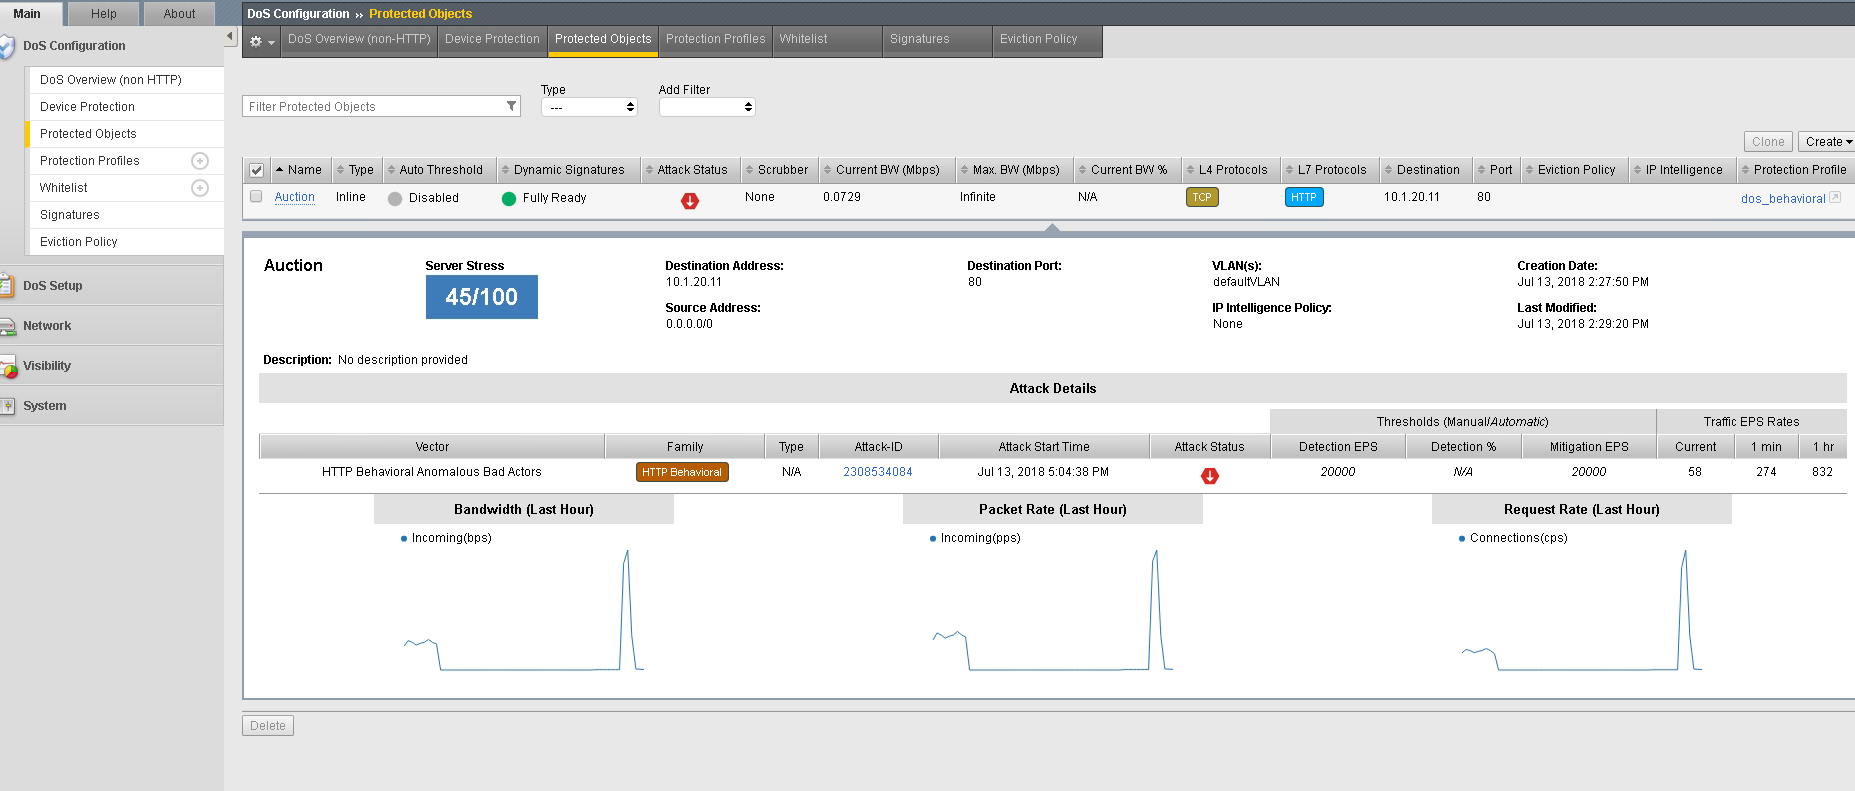 Main Help About
DoS Configuration » Protected Objects
DoS Configuration
DoS Overview (non-HTTP) Device Protection Protected Objects Protection Profiles Whitelist Signatures Eviction Policy
DoS Overview (non HTTP)
Device Protection
Protected Objects
Protection Profiles
Whitelist
Signatures
Eviction Policy
DoS Setup
Network
Visibility
System
Type Add Filter
Filter Protected Objects ---
Clone Create
Name Type Auto Threshold Dynamic Signatures Attack Status Scrubber Current BW (Mbps) Max. BW (Mbps) Current BW % L4 Protocols L7 Protocols Destination Port Eviction Policy IP Intelligence Protection Profile
Auction Inline Disabled Fully Ready None 0.0729 Infinite N/A TCP HTTP 10.1.20.11 80 dos_behavioral
Auction
Server Stress
45/100
Destination Address:
10.1.20.11
Source Address:
0.0.0.0/0
Destination Port:
80
VLAN(s):
defaultVLAN
IP Intelligence Policy:
None
Creation Date:
Jul 13, 2018 2:27:50 PM
Last Modified:
Jul 13, 2018 2:29:20 PM
Description: No description provided
Attack Details
Thresholds (Manual/Automatic) Traffic EPS Rates
Vector Family Type Attack-ID Attack Start Time Attack Status Detection EPS Detection % Mitigation EPS Current 1 min 1 hr
HTTP Behavioral Anomalous Bad Actors HTTP Behavioral N/A 2308534084 Jul 13, 2018 5:04:38 PM 20000 N/A 20000 58 274 832
Bandwidth (Last Hour) Packet Rate (Last Hour) Request Rate (Last Hour)
Incoming(bps) Incoming(pps) Connections(cps)
Delete